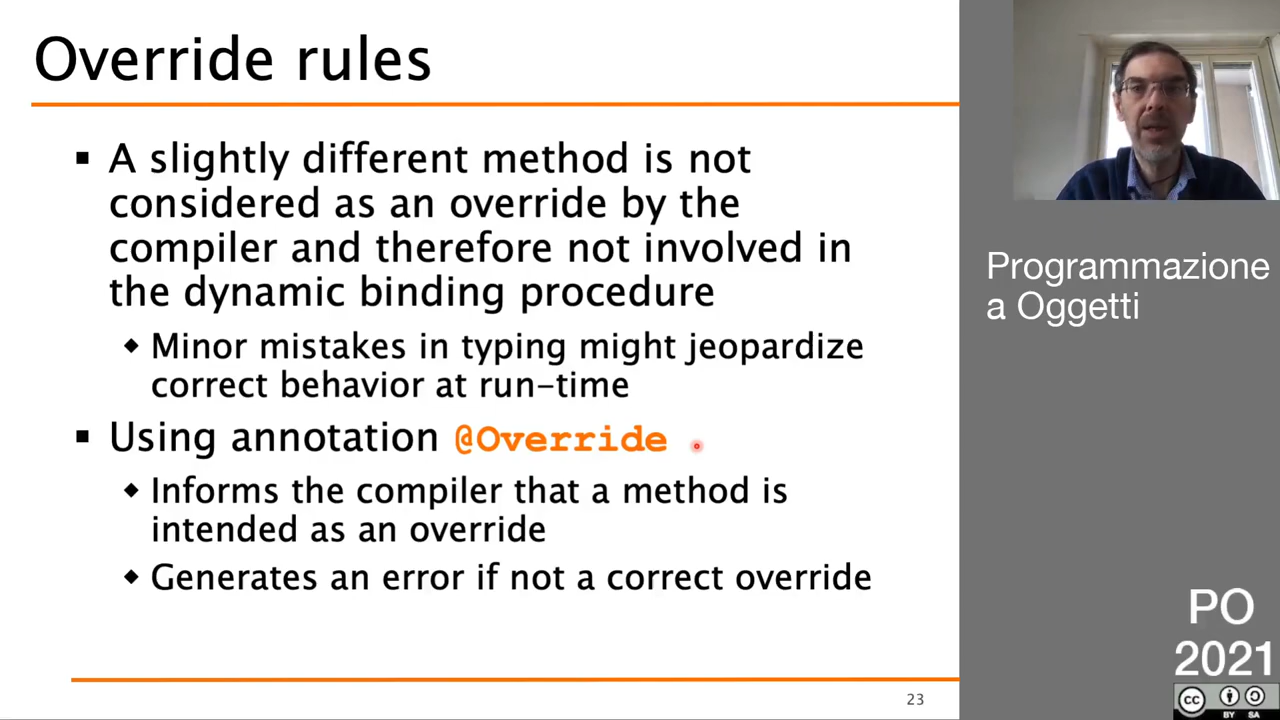 Override rules
▪ A slightly different method is not
considered as an override by the
compiler and therefore not involved in
the dynamic binding procedure
◆ Minor mistakes in typing might jeopardize
correct behavior at run-time
▪ Using annotation @Override
◆ Informs the compiler that a method is
intended as an override
◆ Generates an error if not a correct override
23
Programmazione
a Oggetti
PO
2021
cc
BY SA